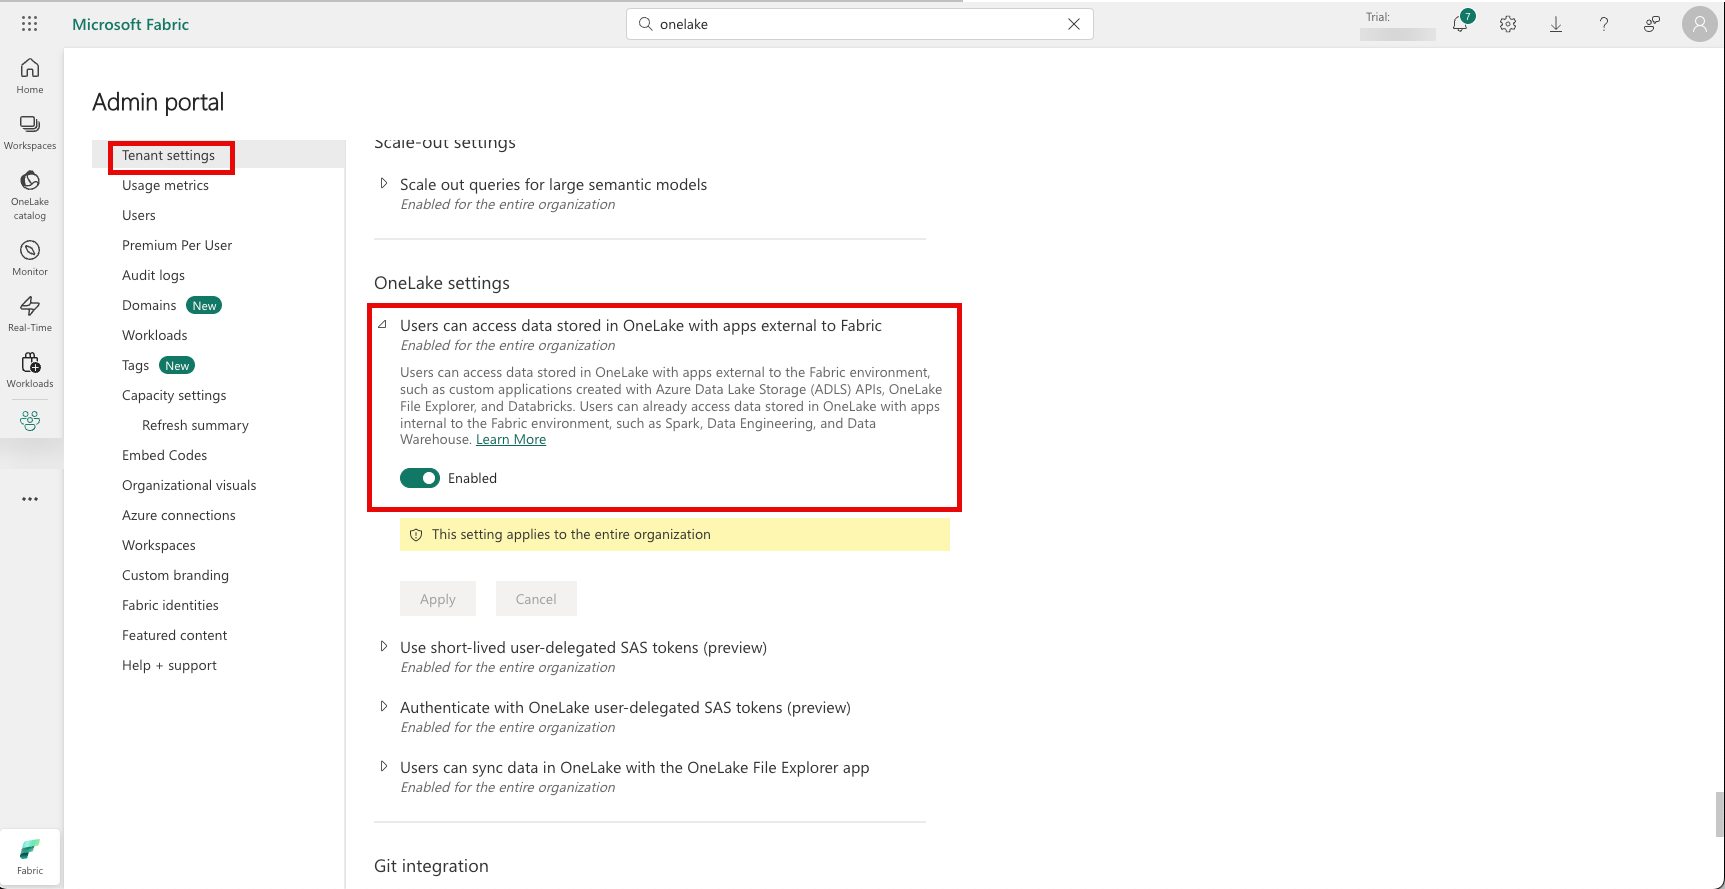 Microsoft Fabric
onelake
Trial:
7
Home
Workspaces
OneLake
catalog
Monitor
Real-Time
Workloads
Fabric
Admin portal
Tenant settings
Usage metrics
Users
Premium Per User
Audit logs
Domains New
Workloads
Tags New
Capacity settings
Refresh summary
Embed Codes
Organizational visuals
Azure connections
Workspaces
Custom branding
Fabric identities
Featured content
Help + support
Scale-out settings
Scale out queries for large semantic models
Enabled for the entire organization
OneLake settings
Users can access data stored in OneLake with apps external to Fabric
Enabled for the entire organization
Users can access data stored in OneLake with apps external to the Fabric environment,
such as custom applications created with Azure Data Lake Storage (ADLS) APIs, OneLake
File Explorer, and Databricks. Users can already access data stored in OneLake with apps
internal to the Fabric environment, such as Spark, Data Engineering, and Data
Warehouse. Learn More
Enabled
This setting applies to the entire organization
Apply Cancel
Use short-lived user-delegated SAS tokens (preview)
Enabled for the entire organization
Authenticate with OneLake user-delegated SAS tokens (preview)
Enabled for the entire organization
Users can sync data in OneLake with the OneLake File Explorer app
Enabled for the entire organization
Git integration